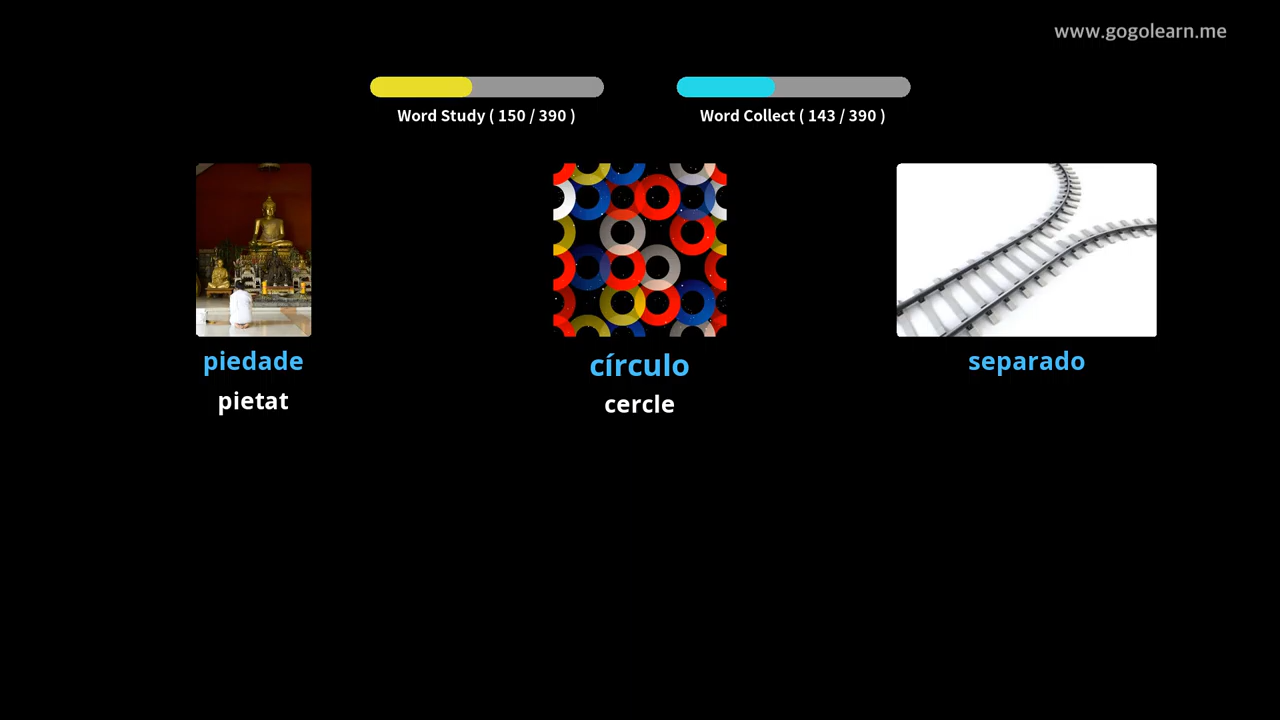 www.gogolearn.me
Word Study ( 150 / 390 )
Word Collect ( 143 / 390 )
piedade
círculo
separado
pietat
cercle